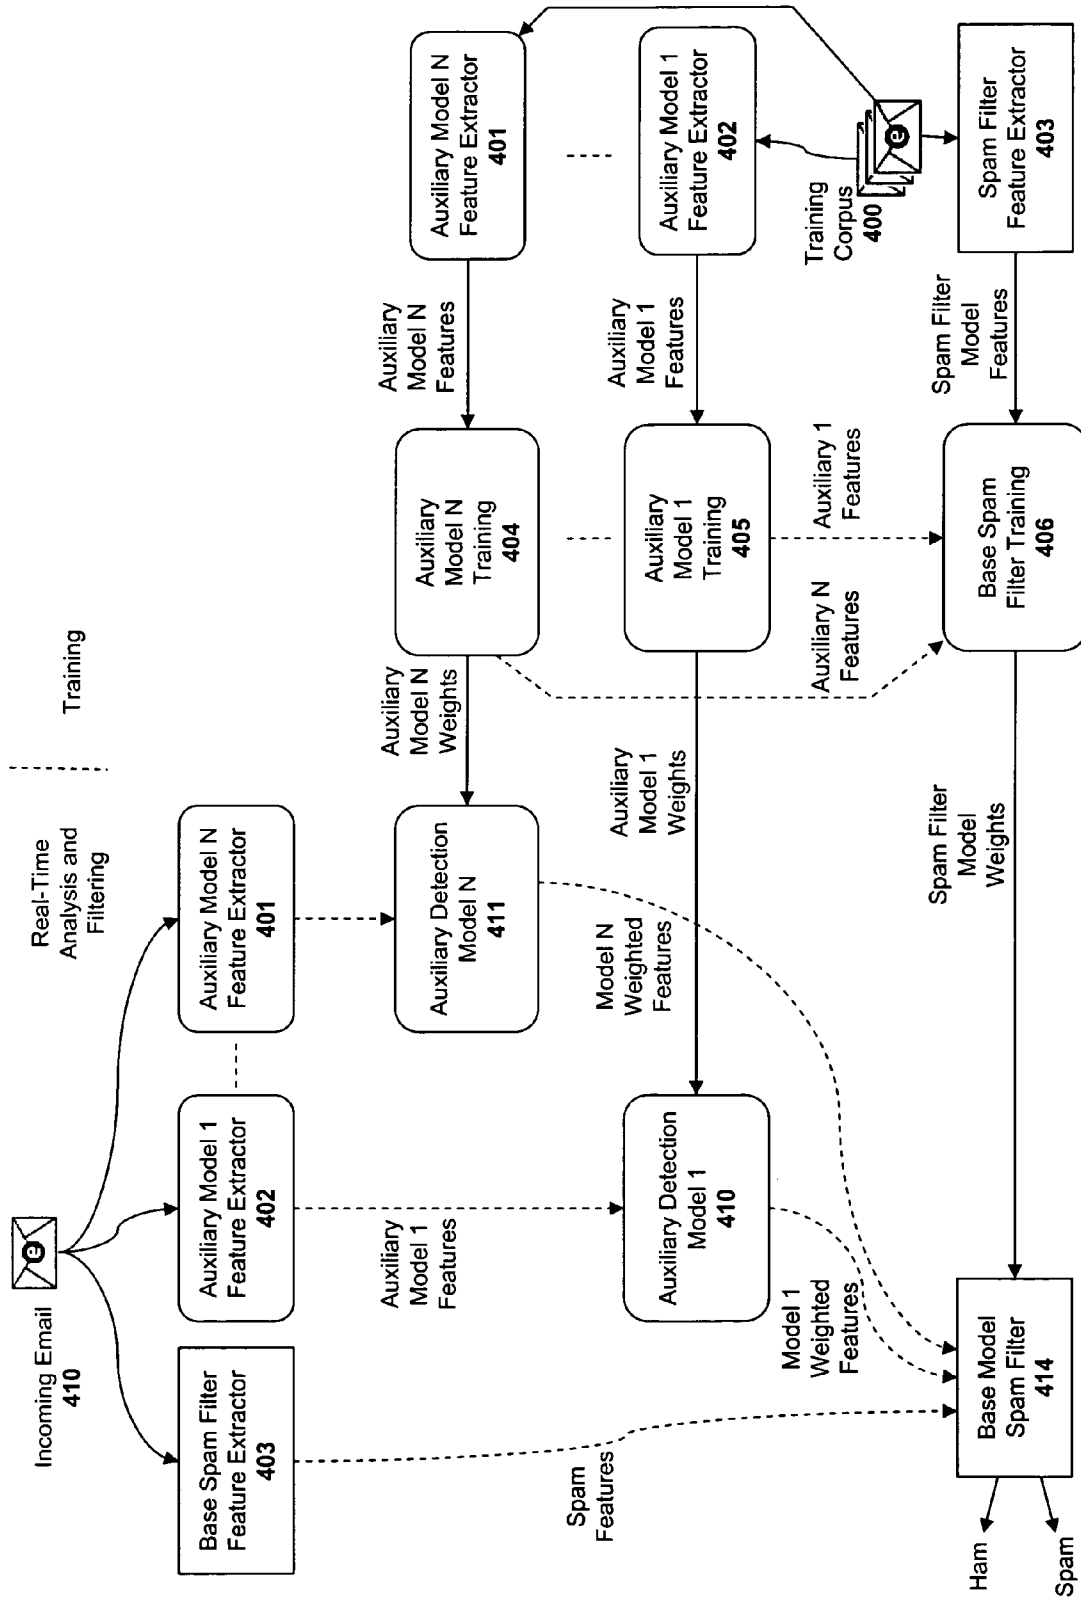 Real-Time
Analysis and
Filtering
Training
Incoming Email
410
Base Spam Filter
Feature Extractor
403
Auxiliary Model 1
Feature Extractor
402
Auxiliary Model N
Feature Extractor
401
Auxiliary Detection
Model N
411
Auxiliary
Model N
Weights
Auxiliary
Model N
Training
404
Auxiliary
Model N
Features
Auxiliary Model N
Feature Extractor
401
Auxiliary
Model 1
Features
Auxiliary Detection
Model 1
410
Model N
Weighted
Features
Auxiliary
Model 1
Weights
Auxiliary
Model 1
Training
405
Auxiliary
Model 1
Features
Auxiliary Model 1
Feature Extractor
402
Spam
Features
Model 1
Weighted
Features
Auxiliary N
Features
Auxiliary 1
Features
Training
Corpus
400
e
e
Ham
Spam
Base Model
Spam Filter
414
Spam Filter
Model
Weights
Base Spam
Filter Training
406
Spam Filter
Model
Features
Spam Filter
Feature Extractor
403